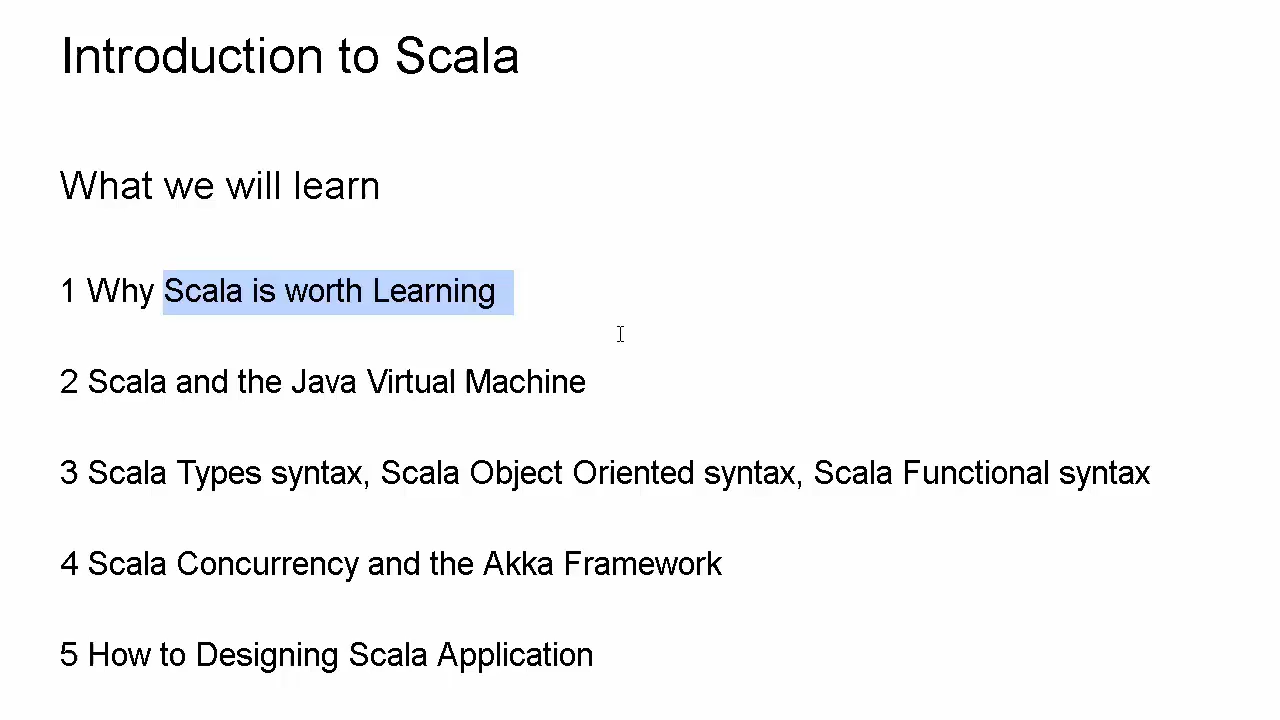 Introduction to Scala
What we will learn
1 Why Scala is worth Learning
2 Scala and the Java Virtual Machine
3 Scala Types syntax, Scala Object Oriented syntax, Scala Functional syntax
4 Scala Concurrency and the Akka Framework
5 How to Designing Scala Application